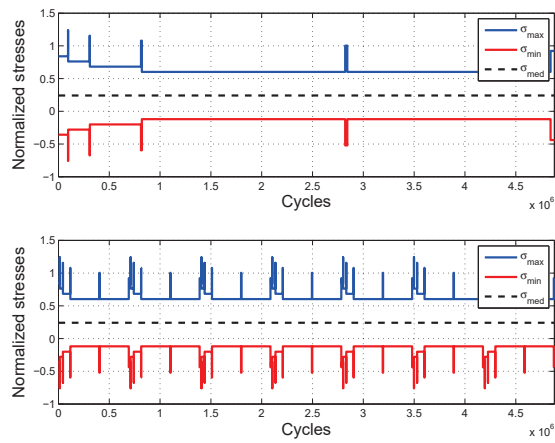 1.5
1
0.5
0
−0.5
−1
Normalized stresses
σmax
σmin
σmed
0 0.5 1 1.5 2 2.5 3 3.5 4 4.5
x 10^6
Cycles
1.5
1
0.5
0
−0.5
−1
Normalized stresses
σmax
σmin
σmed
0 0.5 1 1.5 2 2.5 3 3.5 4 4.5
x 10^6
Cycles